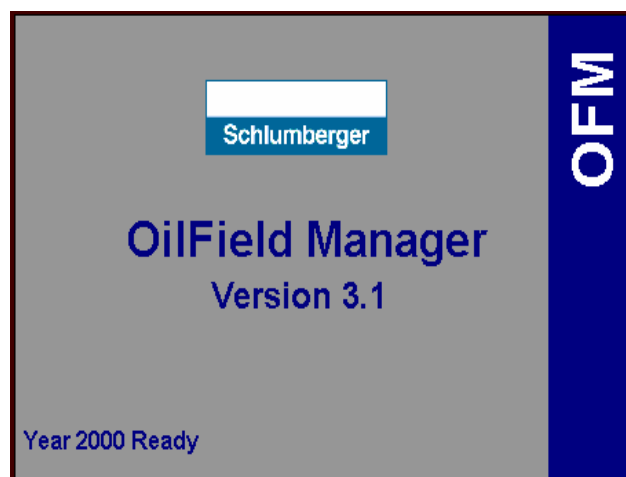 Schlumberger
OilField Manager
Version 3.1
Year 2000 Ready
OFM